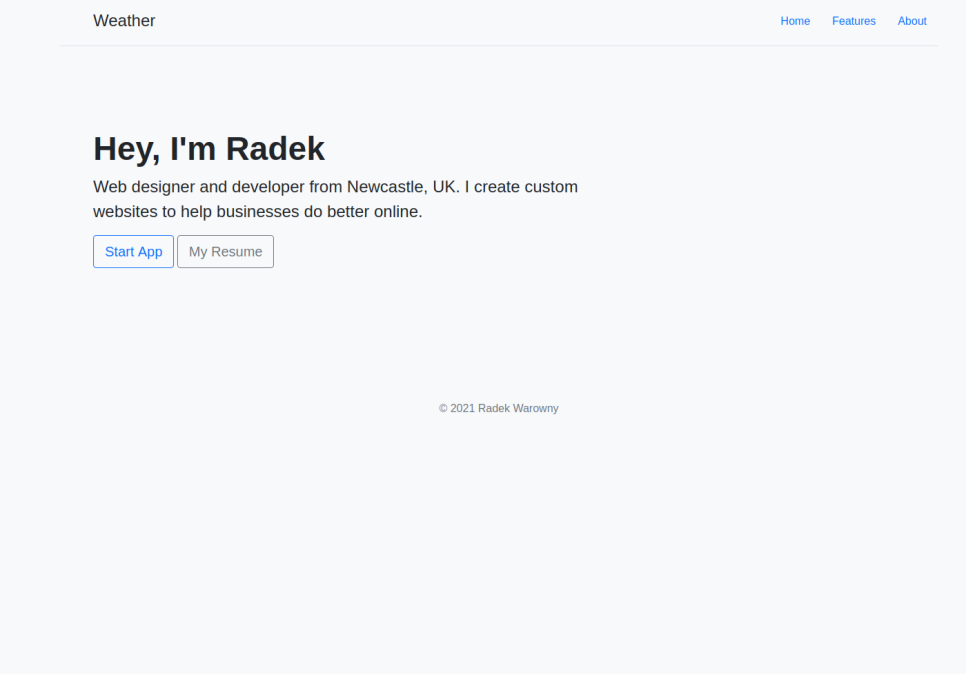 Weather
Home Features About
Hey, I'm Radek
Web designer and developer from Newcastle, UK. I create custom
websites to help businesses do better online.
Start App My Resume
© 2021 Radek Warowny